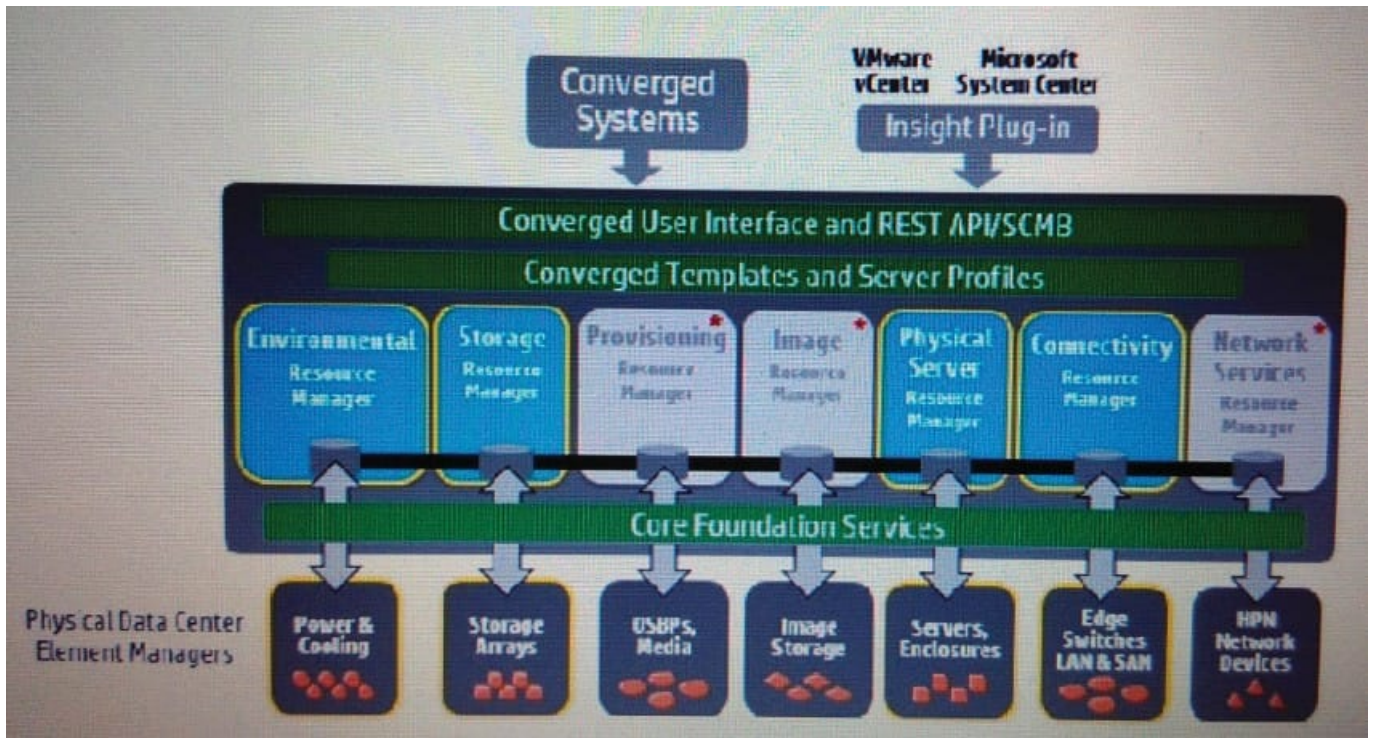 Converged
Systems
VMware
vCenter
Microsoft
System Center
Insight Plug-in
Converged User Interface and REST API/SCMB
Converged Templates and Server Profiles
Environmental
Resource
Manager
Storage
Resource
Manager
Provisioning
Resource
Manager
Image
Resource
Manager
Physical
Server
Resource
Manager
Connectivity
Resource
Manager
Network
Services
Resource
Manager
Core Foundation Services
Physical Data Center
Element Managers
Power &
Cooling
Storage
Arrays
OSBPs,
Media
Image
Storage
Servers,
Enclosures
Edge
Switches
LAN & SAN
HPN
Network
Devices